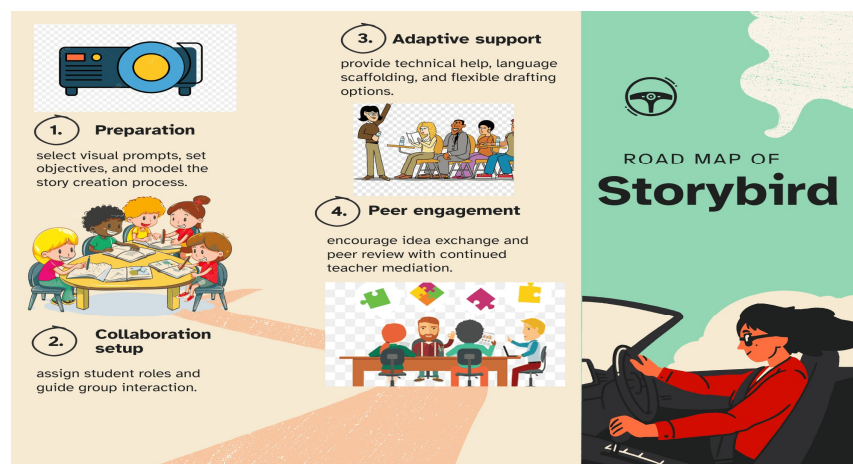 1. Preparation
select visual prompts, set
objectives, and model the
story creation process.
2. Collaboration
setup
assign student roles and
guide group interaction.
3. Adaptive support
provide technical help, language
scaffolding, and flexible drafting
options.
4. Peer engagement
encourage idea exchange and
peer review with continued
teacher mediation.
ROAD MAP OF
Storybird